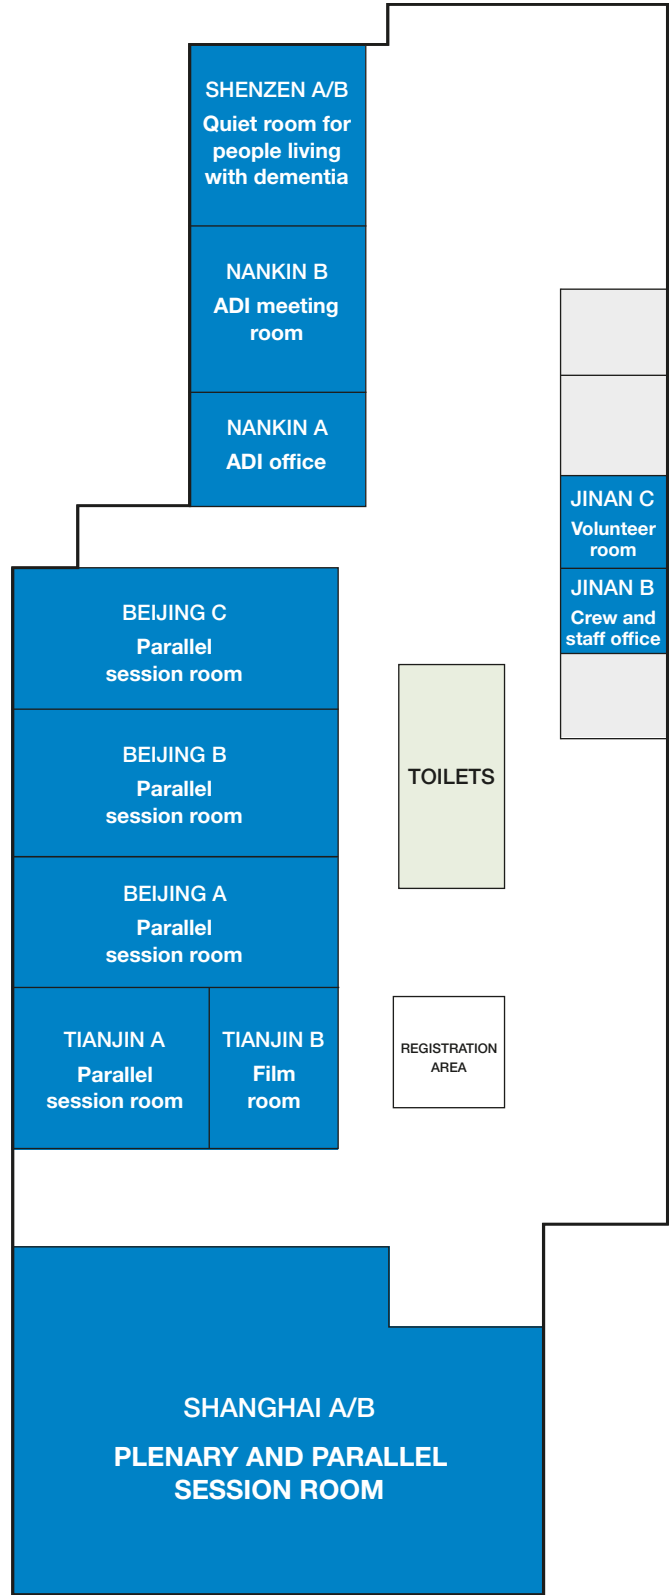 SHENZEN A/B
Quiet room for
people living
with dementia
NANKIN B
ADI meeting
room
NANKIN A
ADI office
JINAN C
Volunteer
room
JINAN B
Crew and
staff office
BEIJING C
Parallel
session room
BEIJING B
Parallel
session room
TOILETS
BEIJING A
Parallel
session room
TIANJIN A
Parallel
session room
TIANJIN B
Film
room
REGISTRATION
AREA
SHANGHAI A/B
PLENARY AND PARALLEL
SESSION ROOM